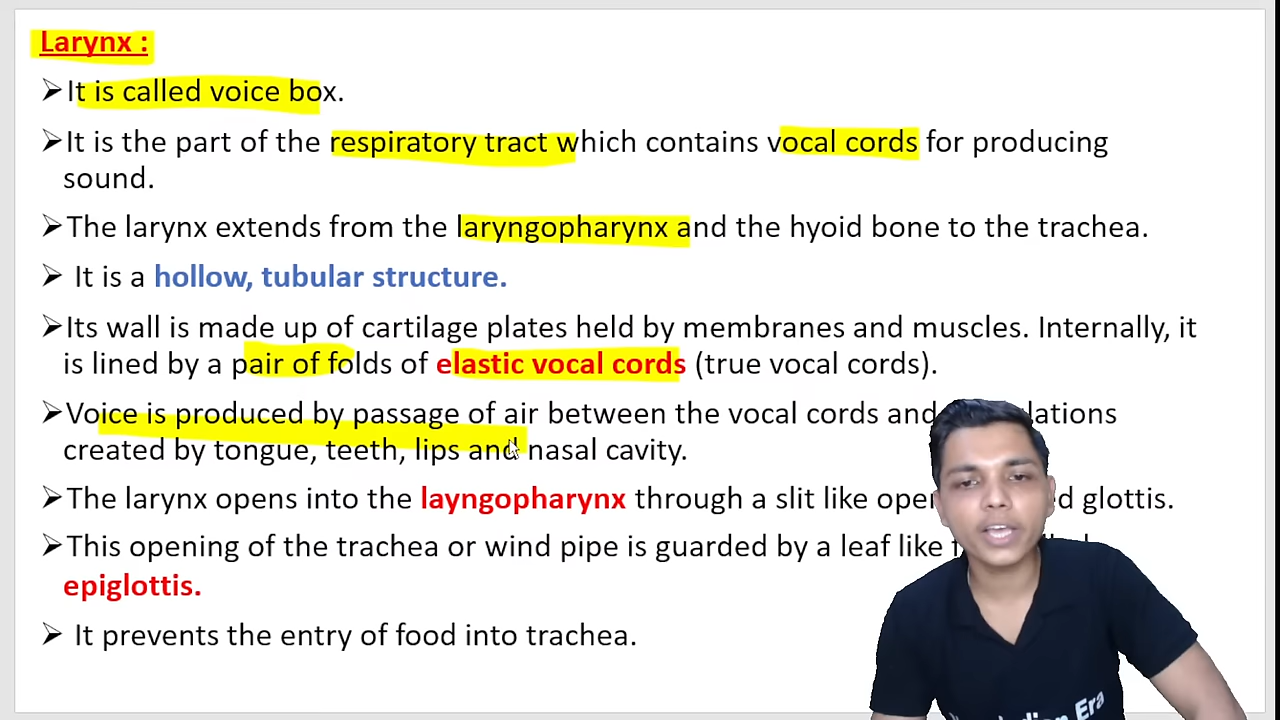 Larynx :
➢It is called voice box.
➢It is the part of the respiratory tract which contains vocal cords for producing
sound.
➢The larynx extends from the laryngopharynx and the hyoid bone to the trachea.
➢ It is a hollow, tubular structure.
➢Its wall is made up of cartilage plates held by membranes and muscles. Internally, it
is lined by a pair of folds of elastic vocal cords (true vocal cords).
➢Voice is produced by passage of air between the vocal cords and
created by tongue, teeth, lips and nasal cavity.
➢The larynx opens into the layngopharynx through a slit like glottis.
➢This opening of the trachea or wind pipe is guarded by a leaf like
epiglottis.
➢ It prevents the entry of food into trachea.
Era